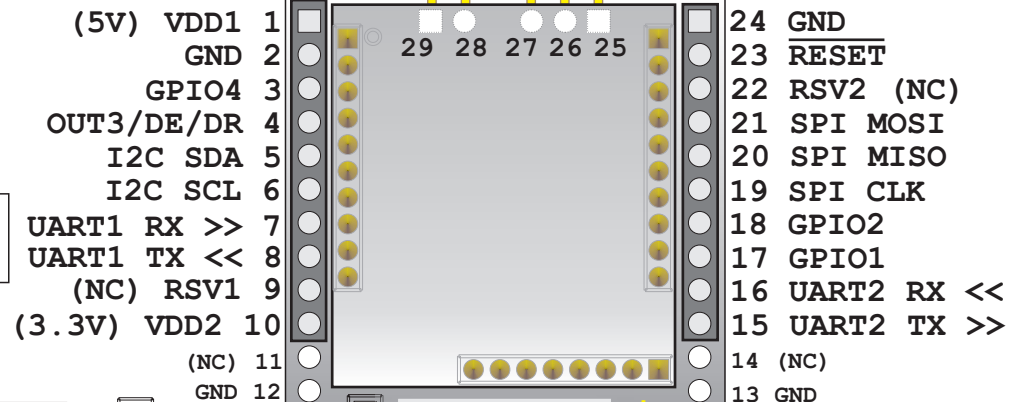 (5V) VDD1 1
GND 2
GPIO4 3
OUT3/DE/DR 4
I2C SDA 5
I2C SCL 6
UART1 RX >> 7
UART1 TX << 8
(NC) RSV1 9
(3.3V) VDD2 10
(NC) 11
GND 12
29 28 27 26 25
24 GND
23 RESET
22 RSV2 (NC)
21 SPI MOSI
20 SPI MISO
19 SPI CLK
18 GPIO2
17 GPIO1
16 UART2 RX <<
15 UART2 TX >>
14 (NC)
13 GND